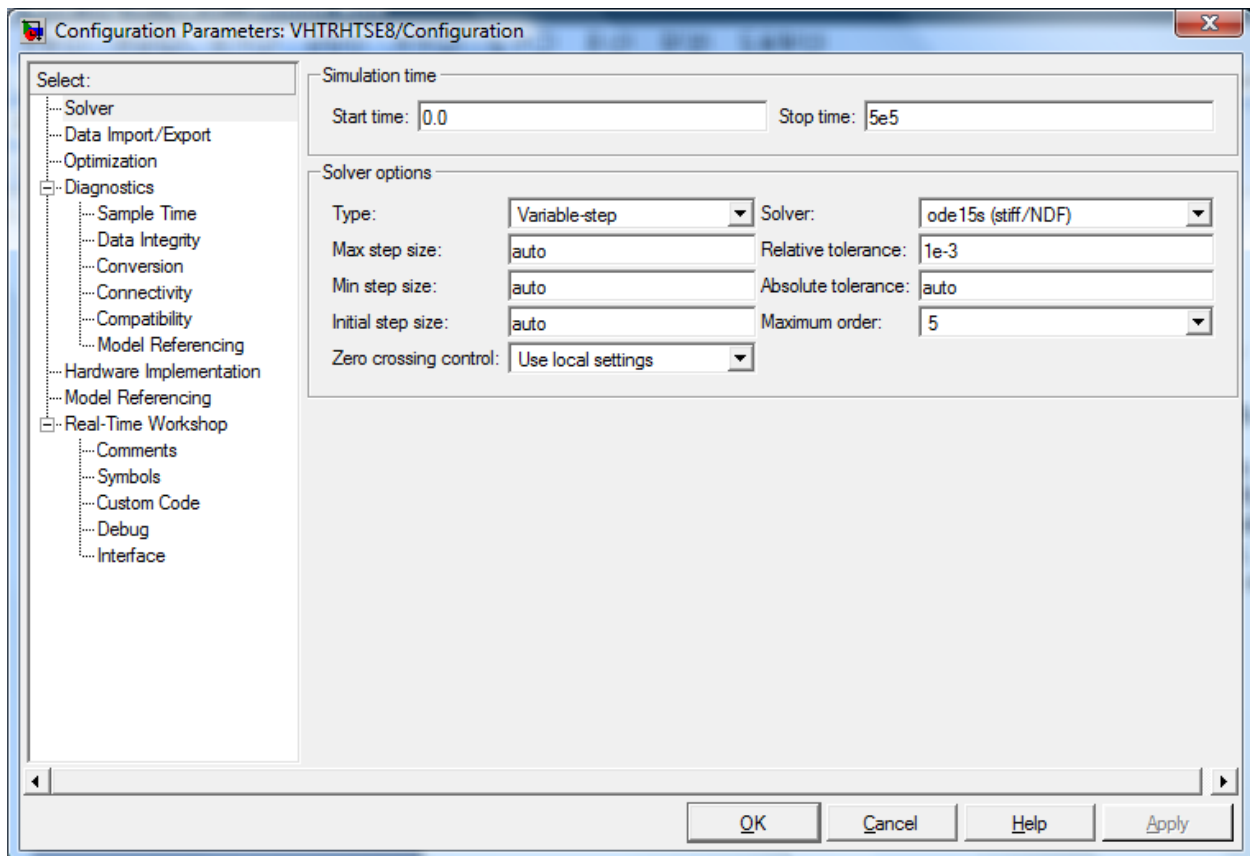 Configuration Parameters: VHTRHTSE8/Configuration
x
Select:
Solver
Data Import/Export
Optimization
Diagnostics
Sample Time
Data Integrity
Conversion
Connectivity
Compatibility
Model Referencing
Hardware Implementation
Model Referencing
Real-Time Workshop
Comments
Symbols
Custom Code
Debug
Interface
Simulation time
Start time: 0.0 Stop time: 5e5
Solver options
Type: Variable-step Solver: ode15s (stiff/NDF)
Max step size: auto Relative tolerance: 1e-3
Min step size: auto Absolute tolerance: auto
Initial step size: auto Maximum order: 5
Zero crossing control: Use local settings
OK Cancel Help Apply